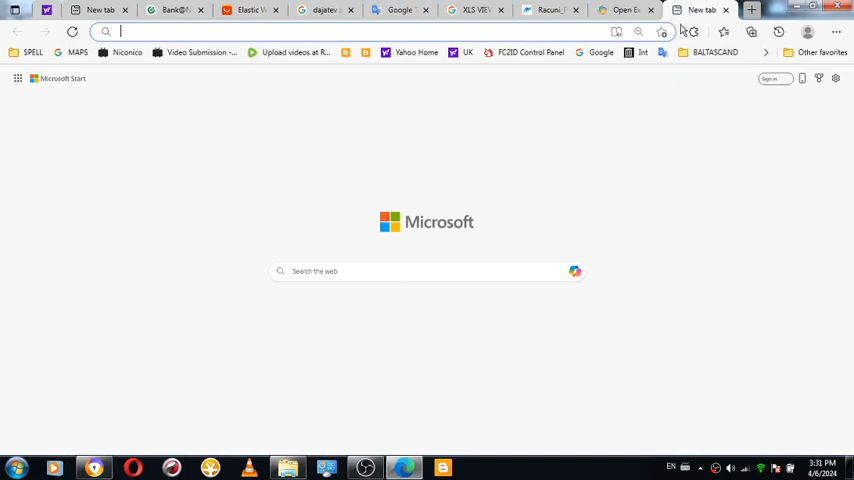 New tab
Bank@N
Elastic V
dajatev z
Google T
XLS VIEV
Racuni_F
Open Ex
New tab
SPELL
MAPS
Niconico
Video Submission -...
Upload videos at R...
Yahoo Home
UK
FC2ID Control Panel
Google
Int
BALTASCAND
Other favorites
Microsoft Start
Sign in
Microsoft
Search the web
EN
3:31 PM
4/6/2024